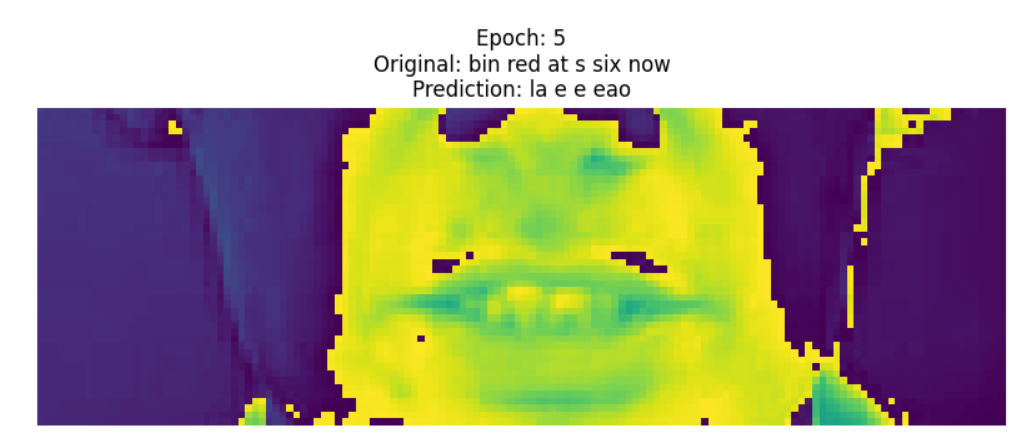 Epoch: 5
Original: bin red at s six now
Prediction: la e e eao